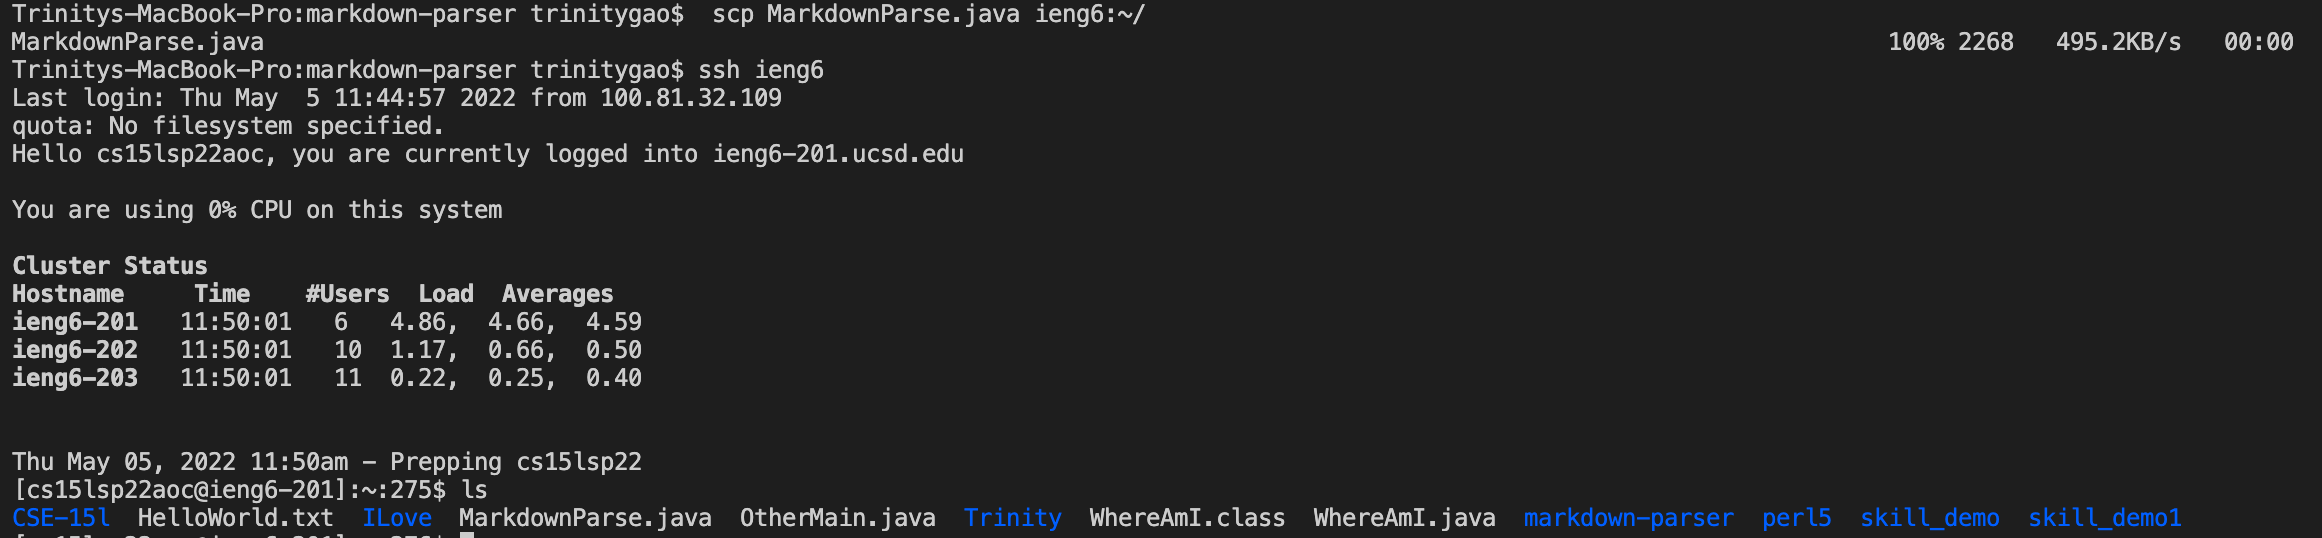 Trinitys-MacBook-Pro:markdown-parser trinitygao$  scp MarkdownParse.java ieng6:~/
MarkdownParse.java 100% 2268 495.2KB/s 00:00
Trinitys-MacBook-Pro:markdown-parser trinitygao$ ssh ieng6
Last login: Thu May  5 11:44:57 2022 from 100.81.32.109
quota: No filesystem specified.
Hello cs15lsp22aoc, you are currently logged into ieng6-201.ucsd.edu
You are using 0% CPU on this system
Cluster Status
Hostname     Time    #Users  Load  Averages
ieng6-201   11:50:01   6   4.86,  4.66,  4.59
ieng6-202   11:50:01   10  1.17,  0.66,  0.50
ieng6-203   11:50:01   11  0.22,  0.25,  0.40
Thu May 05, 2022 11:50am - Prepping cs15lsp22
[cs15lsp22aoc@ieng6-201]:~:275$ ls
CSE-15l  HelloWorld.txt  ILove  MarkdownParse.java  OtherMain.java  Trinity  WhereAmI.class  WhereAmI.java  markdown-parser  perl5  skill_demo  skill_demo1